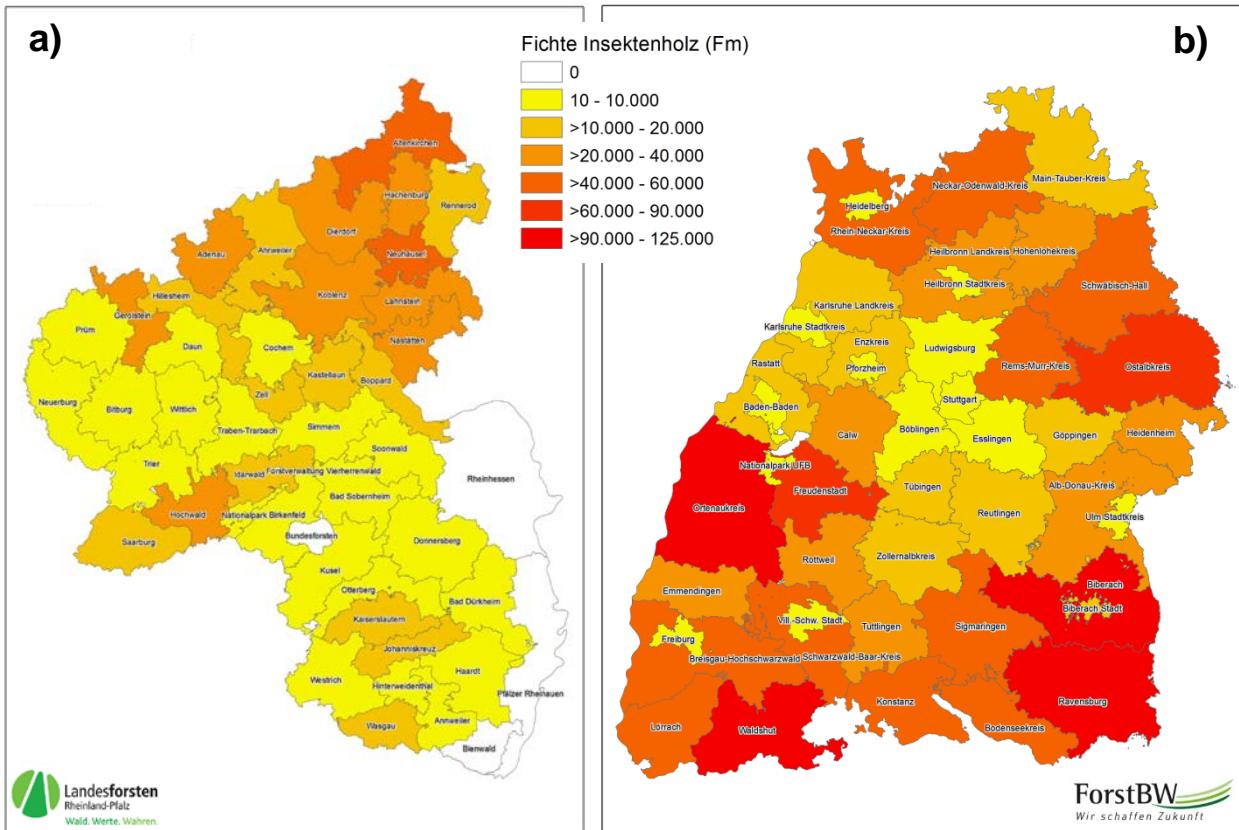 a)
b)
Fichte Insektenholz (Fm)
0
10 - 10.000
>10.000 - 20.000
>20.000 - 40.000
>40.000 - 60.000
>60.000 - 90.000
>90.000 - 125.000
Altenkirchen
Hachenburg
Rennerod
Dierdorf
Ahrweiler
Adenau
Neuhäusel
Koblenz
Lahnstein
Hillesheim
Gerolstein
Nastätten
Prüm
Daun
Cochem
Kastellaun
Boppard
Zell
Neuerburg
Bitburg
Wittlich
Traben-Trarbach
Simmern
Soonwald
Trier
Idarwald
Forstverwaltung
Vierherrenwald
Rheinhessen
Bad Sobernheim
Hochwald
Nationalpark Birkenfeld
Saarburg
Bundesforsten
Donnersberg
Kusel
Otterberg
Bad Dürkheim
Kaiserslautern
Johanniskreuz
Haardt
Westrich
Hinterweidenthal
Pfälzer Rheinauen
Wasgau
Annweiler
Bienwald
Landesforsten
Rheinland-Pfalz
Wald. Werte. Wahren.
Main-Tauber-Kreis
Neckar-Odenwald-Kreis
Heidelberg
Rhein-Neckar-Kreis
Heilbronn Landkreis
Hohenlohekreis
Heilbronn Stadtkreis
Schwäbisch-Hall
Karlsruhe Landkreis
Karlsruhe Stadtkreis
Enzkreis
Ludwigsburg
Rastatt
Pforzheim
Rems-Murr-Kreis
Ostalbkreis
Stuttgart
Baden-Baden
Calw
Böblingen
Esslingen
Göppingen
Heidenheim
Nationalpark UFB
Freudenstadt
Tübingen
Alb-Donau-Kreis
Ortenaukreis
Reutlingen
Ulm Stadtkreis
Rottweil
Zollernalbkreis
Biberach
Emmendingen
Biberach Stadt
Vill.-Schw. Stadt
Tuttlingen
Sigmaringen
Freiburg
Breisgau-Hochschwarzwald
Schwarzwald-Baar-Kreis
Ravensburg
Konstanz
Lörrach
Waldshut
Bodenseekreis
ForstBW
Wir schaffen Zukunft